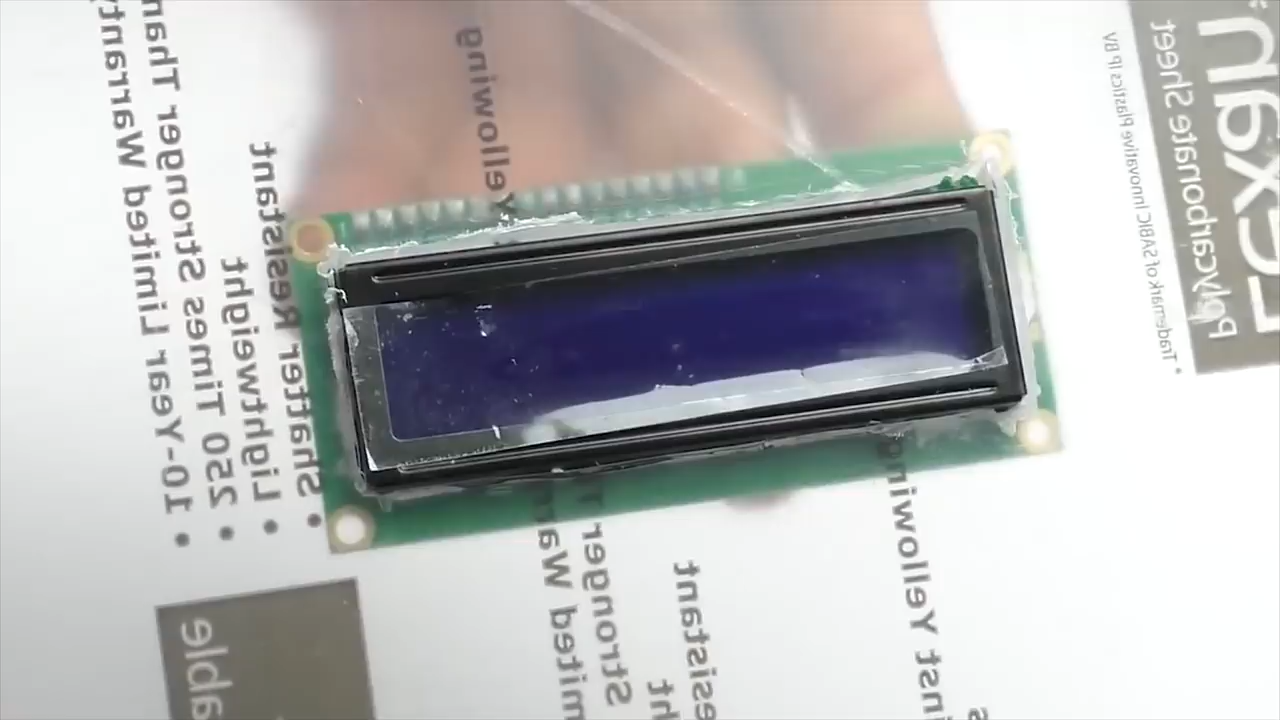 10-Year Limited Warrant
250 Times Stronger Than
Lightweight
Shatter Resistant
Yellowing
Lexan
Polycarbonate Sheet
*Trademark of SABIC Innovative Plastics IP BV
able
mited War
Stronger T
ht
esistant
inst Yellowing